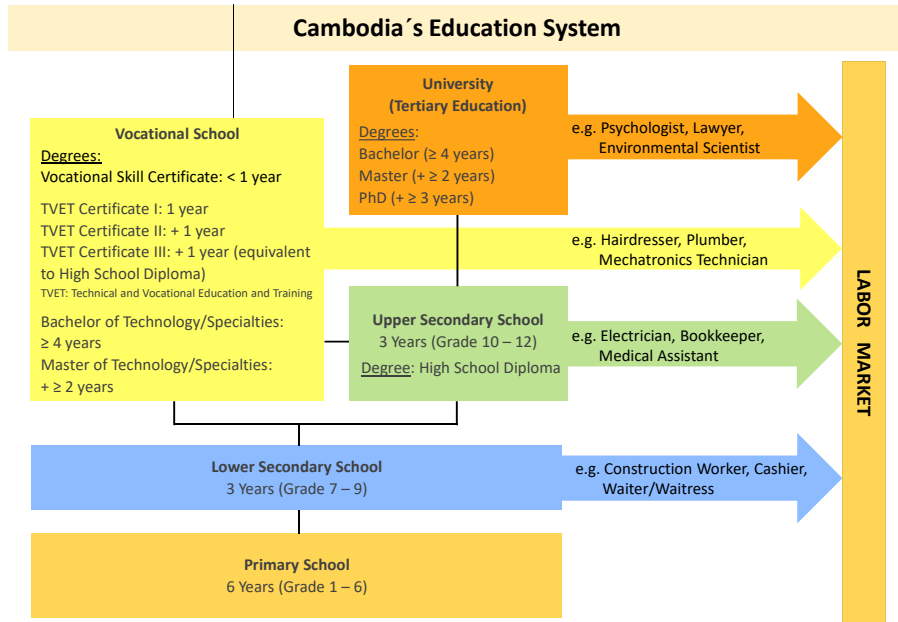 Cambodia´s Education System
Vocational School
Degrees:
Vocational Skill Certificate: < 1 year
TVET Certificate I: 1 year
TVET Certificate II: + 1 year
TVET Certificate III: + 1 year (equivalent
to High School Diploma)
TVET: Technical and Vocational Education and Training
Bachelor of Technology/Specialties:
≥ 4 years
Master of Technology/Specialties:
+ ≥ 2 years
University
(Tertiary Education)
Degrees:
Bachelor (≥ 4 years)
Master (+ ≥ 2 years)
PhD (+ ≥ 3 years)
e.g. Psychologist, Lawyer,
Environmental Scientist
e.g. Hairdresser, Plumber,
Mechatronics Technician
Upper Secondary School
3 Years (Grade 10 – 12)
Degree: High School Diploma
e.g. Electrician, Bookkeeper,
Medical Assistant
Lower Secondary School
3 Years (Grade 7 – 9)
e.g. Construction Worker, Cashier,
Waiter/Waitress
Primary School
6 Years (Grade 1 – 6)
LABOR MARKET